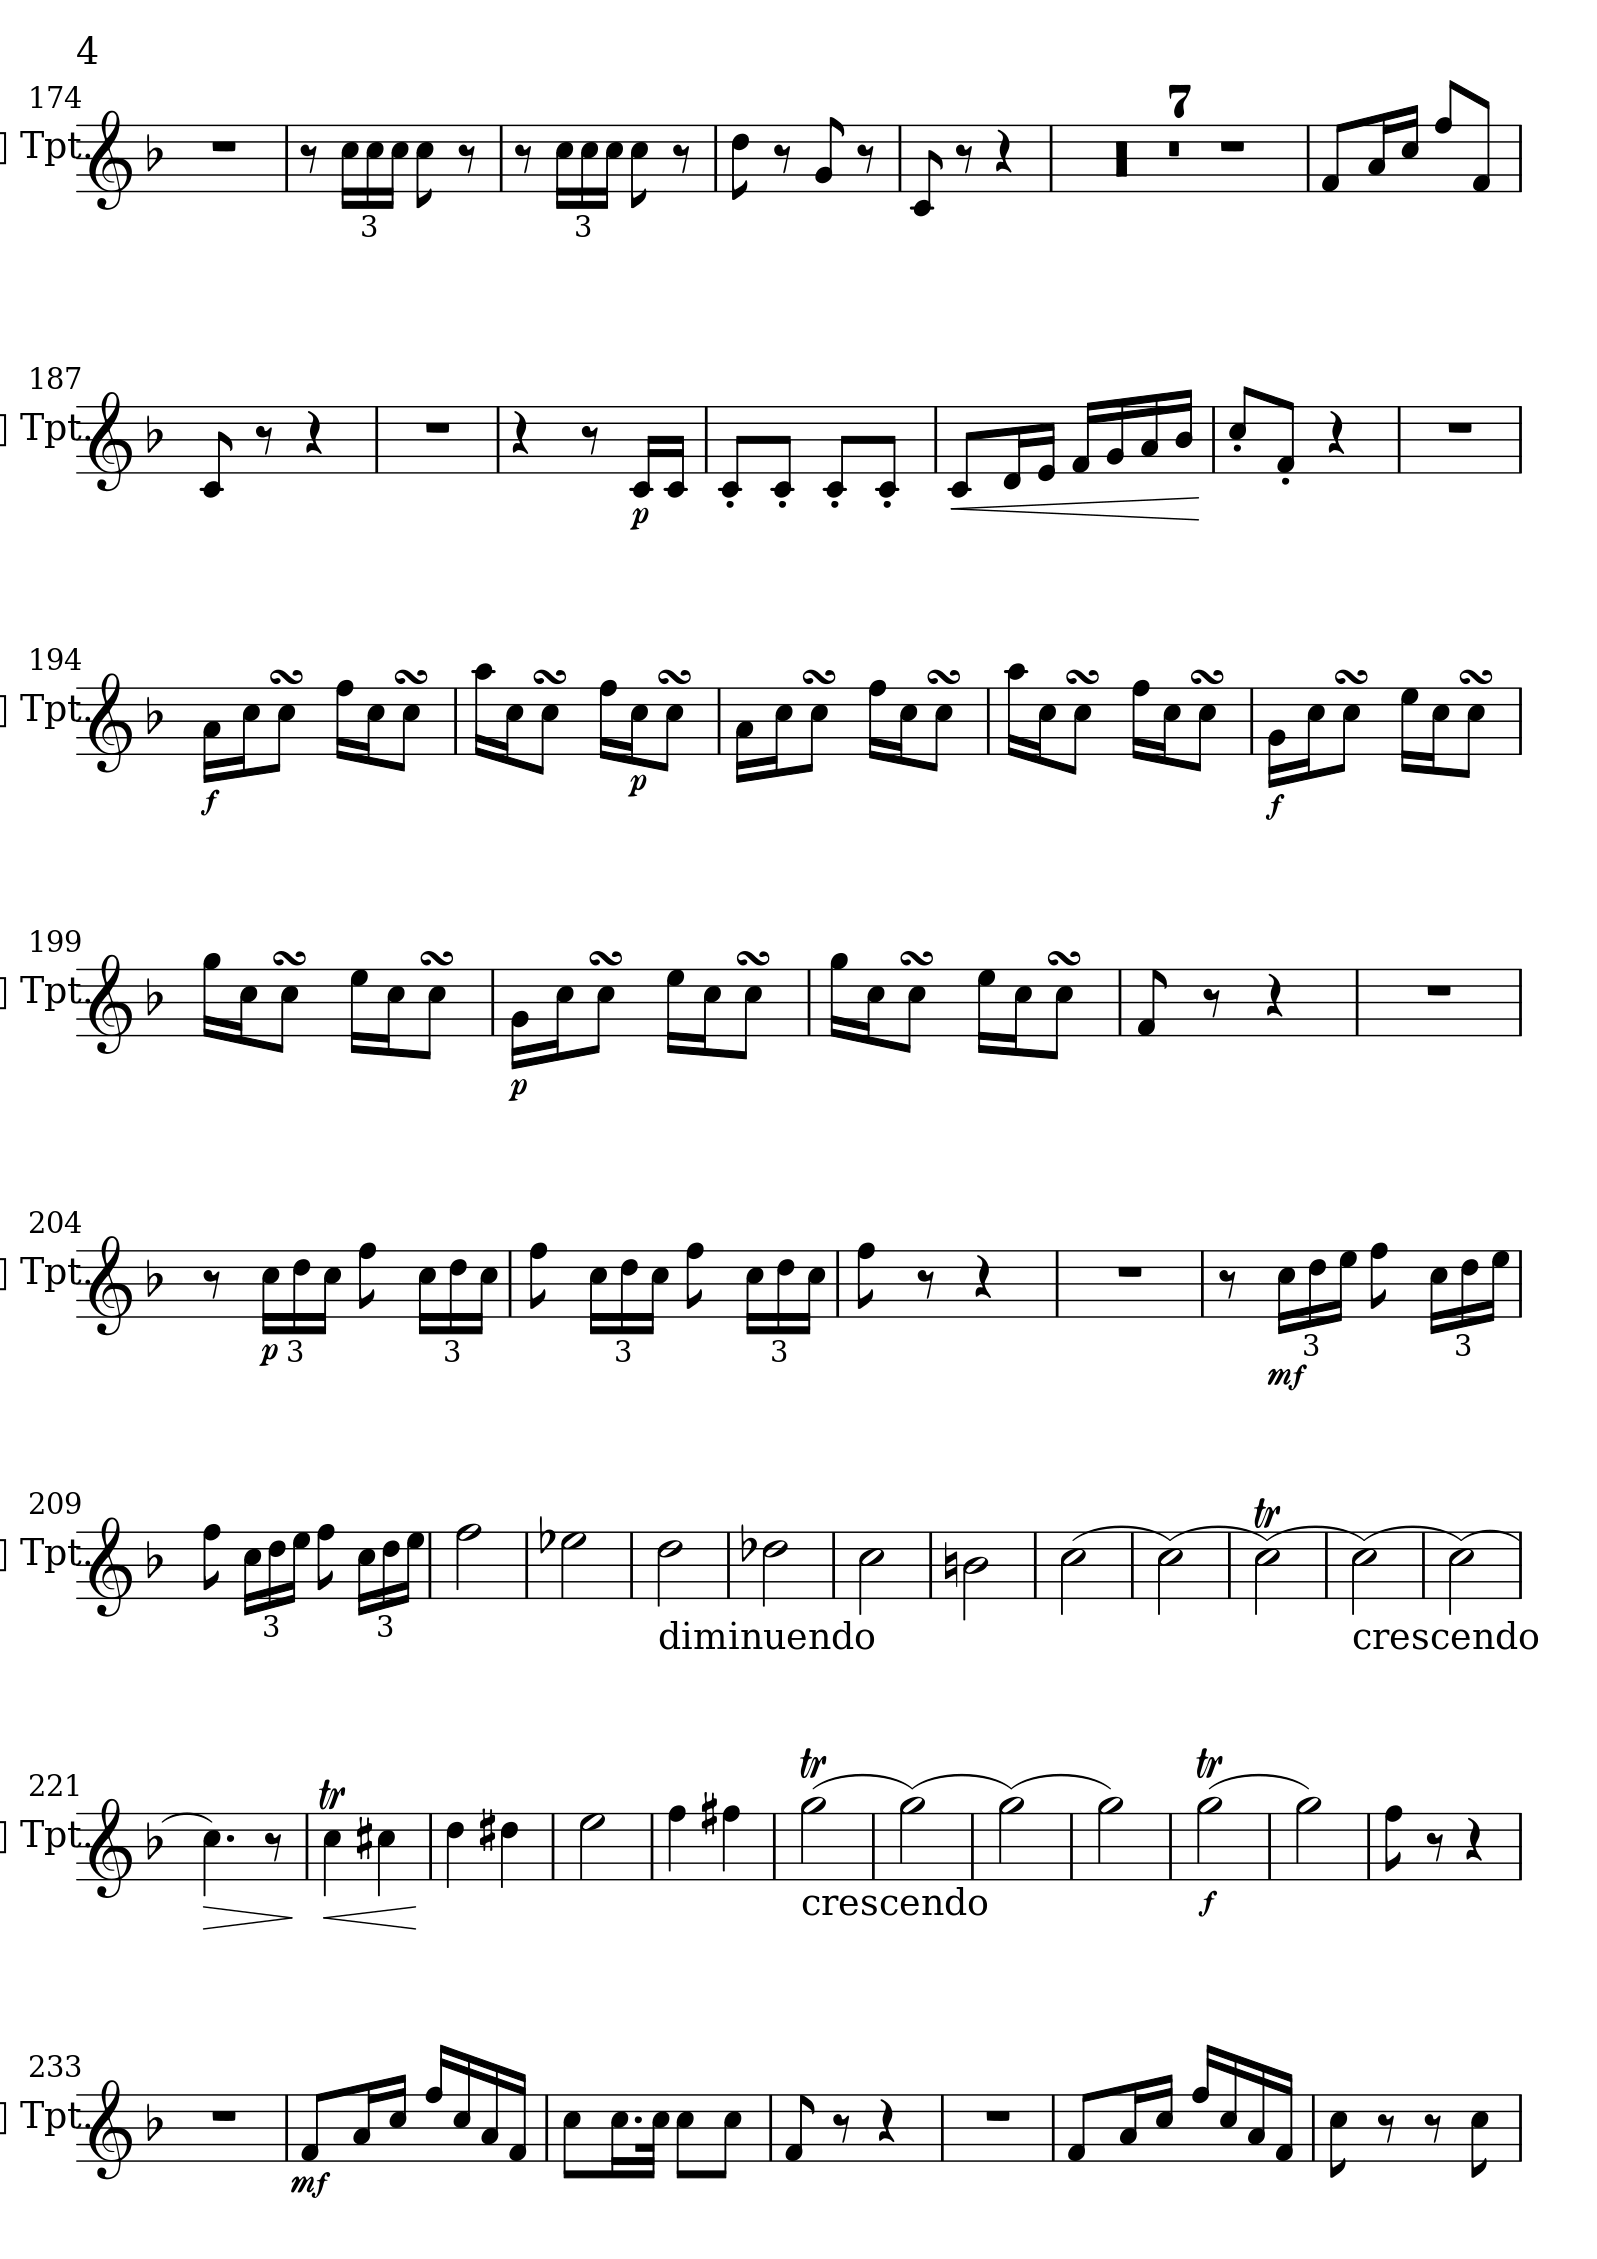 4
174
Tpt.
7
3 3
187
Tpt.
p
194
Tpt.
f p f
199
Tpt.
p
204
Tpt.
p 3 3 3 3 mf 3 3
209
tr
Tpt.
3 3
diminuendo crescendo
221
tr tr tr
Tpt.
crescendo f
233
Tpt.
mf